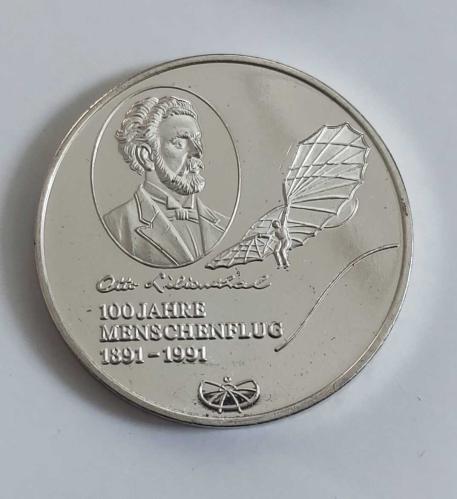 Otto Lilienthal
100 JAHRE
MENSCHENFLUG
1891-1991